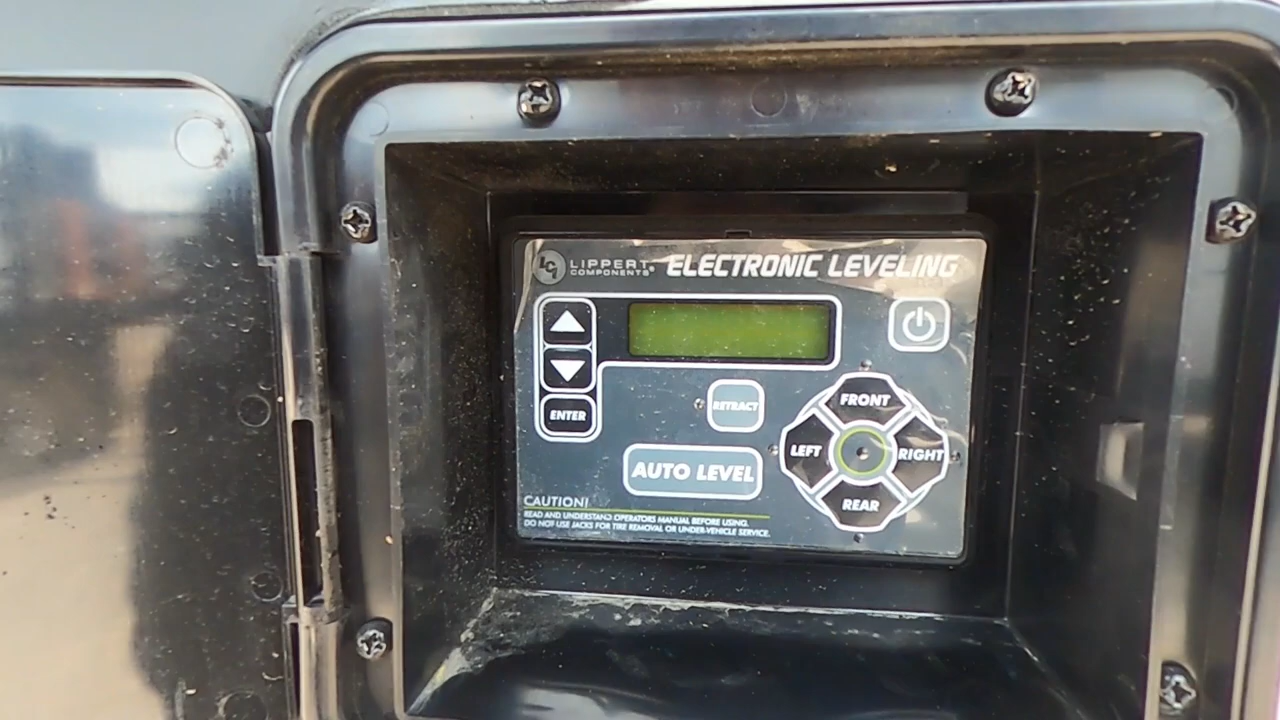 LCI LIPPERT COMPONENTS® ELECTRONIC LEVELING
ENTER
RETRACT
AUTO LEVEL
FRONT
LEFT
RIGHT
REAR
CAUTION!
READ AND UNDERSTAND OPERATORS MANUAL BEFORE USING.
DO NOT USE JACKS FOR TIRE REMOVAL OR UNDER-VEHICLE SERVICE.